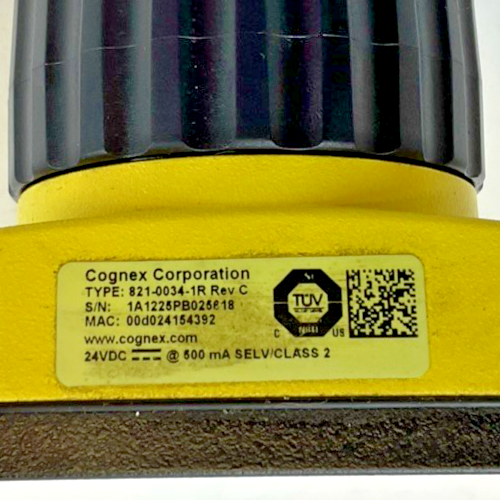 Cognex Corporation
TYPE: 821-0034-1R Rev C
S/N: 1A1225PB025618
MAC: 00d024154392
www.cognex.com
24VDC @ 500 mA SELV/CLASS 2
TÜV
C US